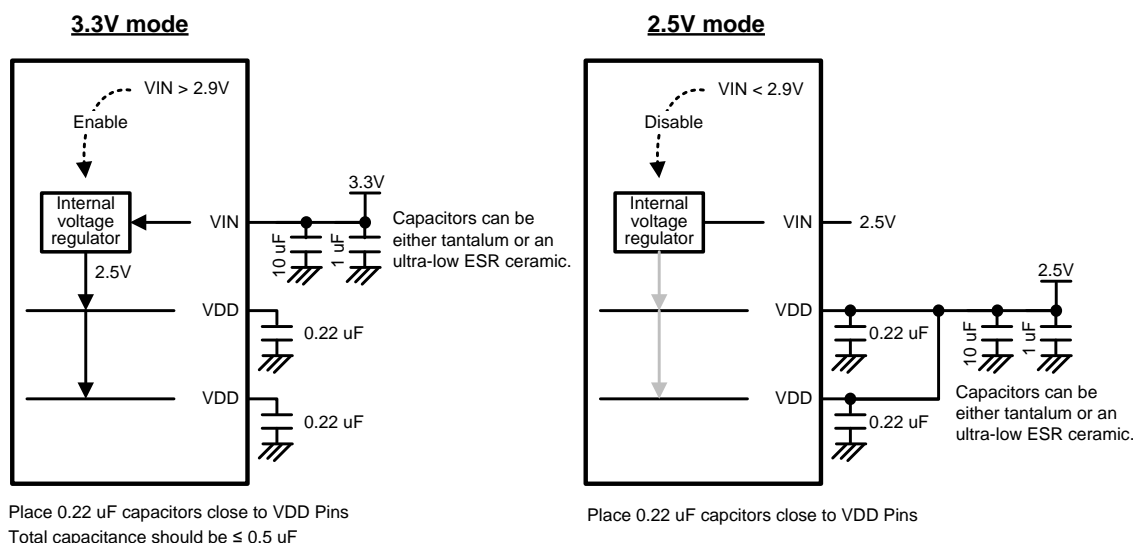 3.3V mode
VIN > 2.9V
Enable
Internal
voltage
regulator
VIN
3.3V
10 uF
1 uF
Capacitors can be
either tantalum or an
ultra-low ESR ceramic.
2.5V
VDD
0.22 uF
VDD
0.22 uF
Place 0.22 uF capacitors close to VDD Pins
Total capacitance should be ≤ 0.5 uF
2.5V mode
VIN < 2.9V
Disable
Internal
voltage
regulator
VIN
2.5V
2.5V
VDD
0.22 uF
10 uF
1 uF
VDD
0.22 uF
Capacitors can be
either tantalum or an
ultra-low ESR ceramic.
Place 0.22 uF capcitors close to VDD Pins